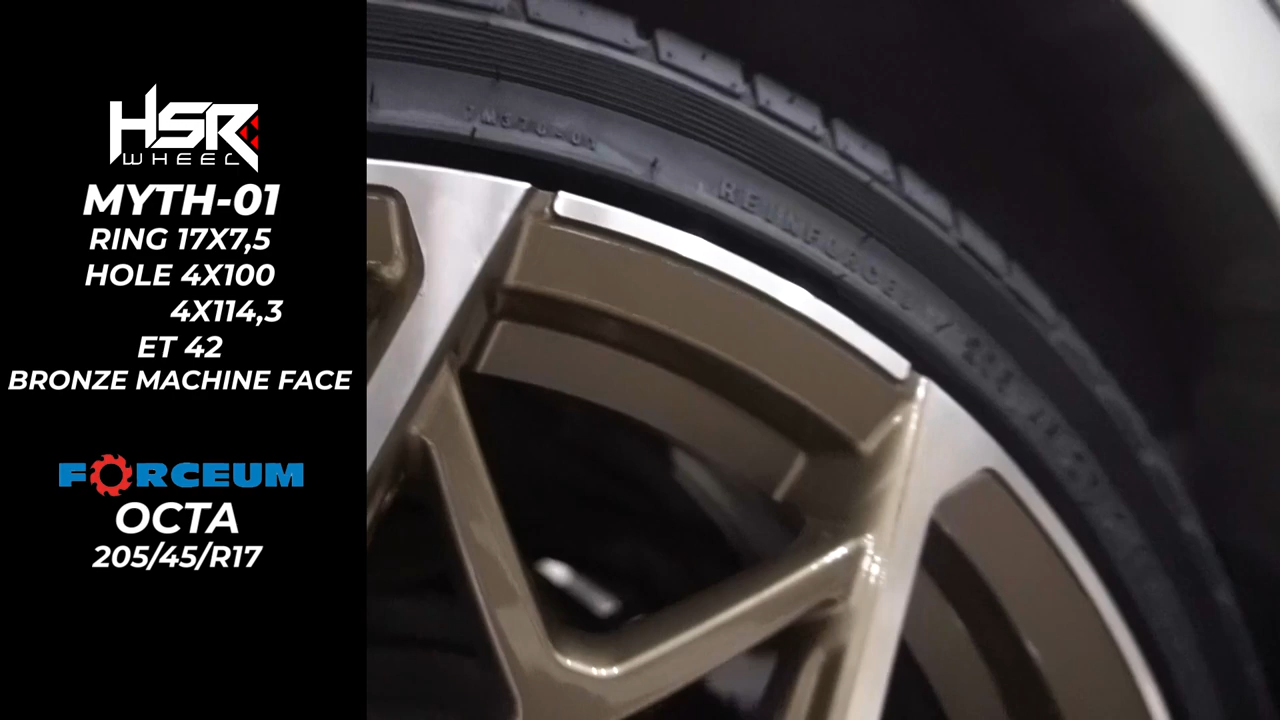 HSR
WHEEL
MYTH-01
RING 17X7,5
HOLE 4X100
4X114,3
ET 42
BRONZE MACHINE FACE
FORCEUM
OCTA
205/45/R17
REINFORCED